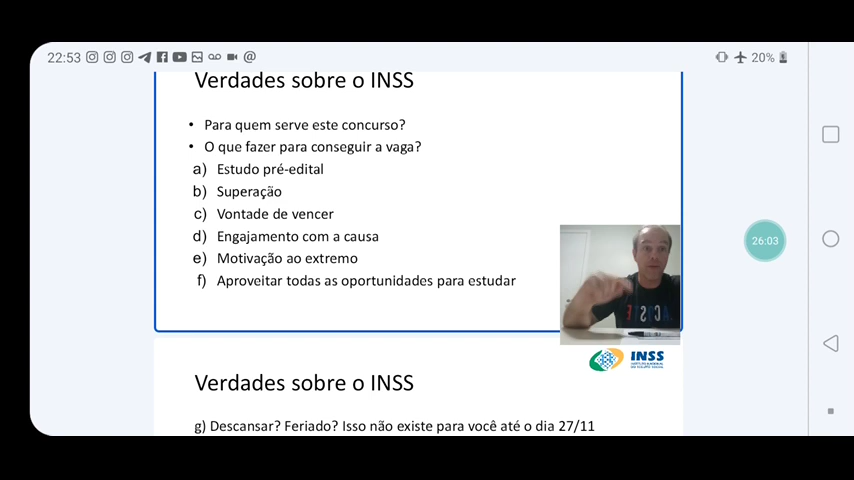 22:53
20%
Verdades sobre o INSS
• Para quem serve este concurso?
• O que fazer para conseguir a vaga?
a) Estudo pré-edital
b) Superação
c) Vontade de vencer
d) Engajamento com a causa
e) Motivação ao extremo
f) Aproveitar todas as oportunidades para estudar
26:03
INSS
Verdades sobre o INSS
g) Descansar? Feriado? Isso não existe para você até o dia 27/11